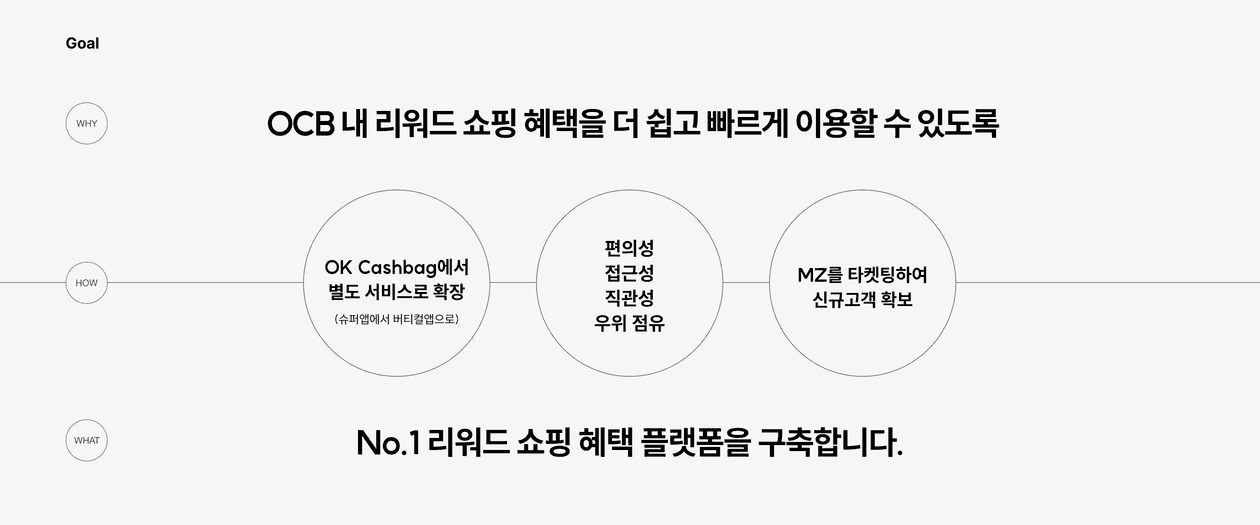 Goal
WHY
OCB 내 리워드 쇼핑 혜택을 더 쉽고 빠르게 이용할 수 있도록
HOW
OK Cashbag에서
별도 서비스로 확장
(슈퍼앱에서 버티컬앱으로)
편의성
접근성
직관성
우위 점유
MZ를 타켓팅하여
신규고객 확보
WHAT
No.1 리워드 쇼핑 혜택 플랫폼을 구축합니다.